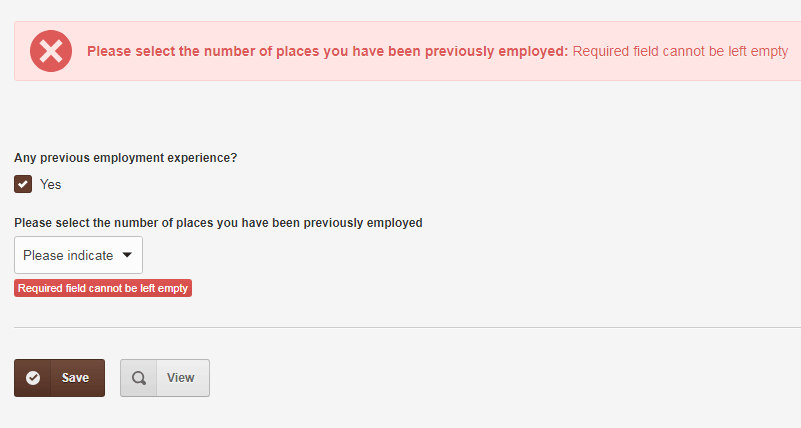 Please select the number of places you have been previously employed: Required field cannot be left empty
Any previous employment experience?
Yes
Please select the number of places you have been previously employed
Please indicate
Required field cannot be left empty
Save
View